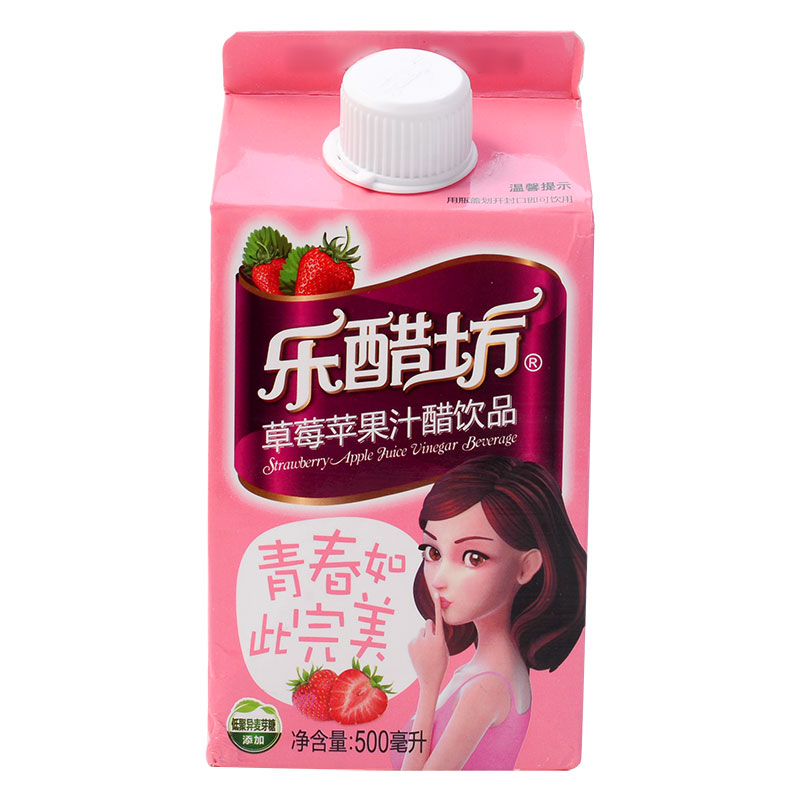 温馨提示
用瓶盖划开封口即可饮用
乐醋坊®
草莓苹果汁醋饮品
Strawberry Apple Juice Vinegar Beverage
青春如
此完美
低聚异麦芽糖
添加
净含量:500毫升